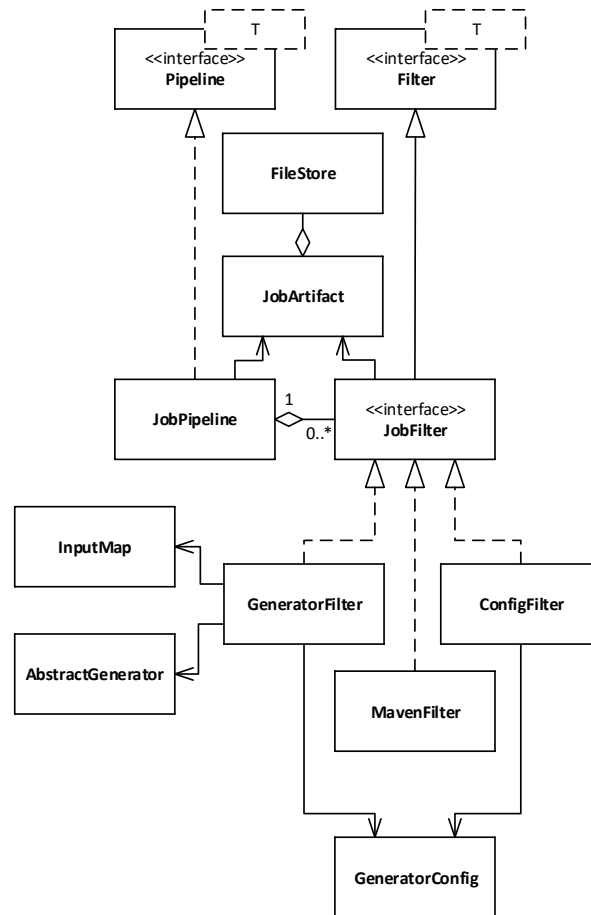 T
<<interface>>
Pipeline
T
<<interface>>
Filter
FileStore
JobArtifact
JobPipeline
1
0..*
<<interface>>
JobFilter
InputMap
GeneratorFilter
ConfigFilter
AbstractGenerator
MavenFilter
GeneratorConfig